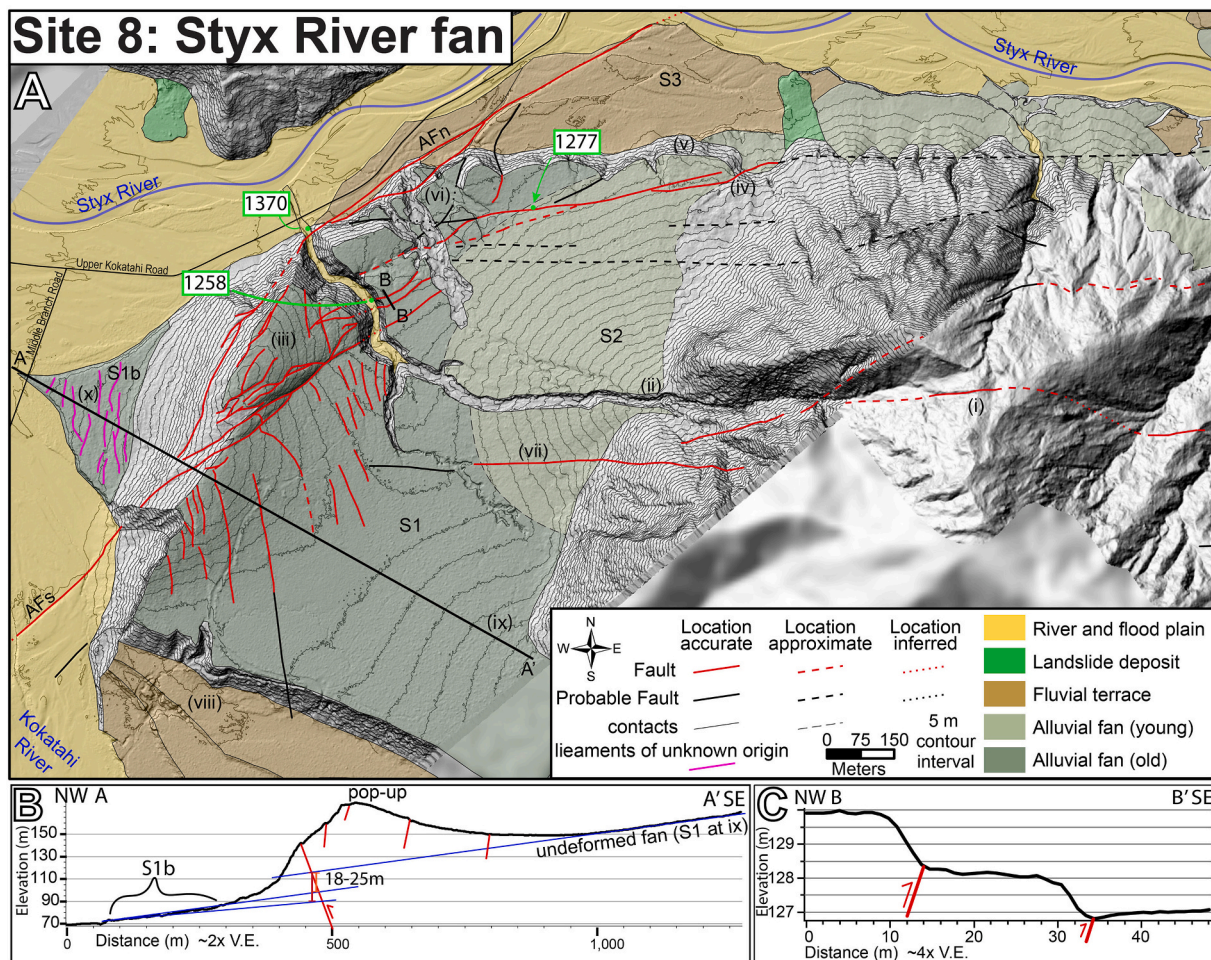 Site 8: Styx River fan
A
Styx River
Styx River
S3
AFn
1277
(v)
(iv)
(vi)
1370
Upper Kokatahi Road
Middle Branch Road
1258
B
B'
(iii)
S2
A
S1b
(x)
(ii)
(i)
(vii)
S1
AFs
(ix)
A'
(viii)
Kokatahi
River
N
W E
S
Location
accurate
Location
approximate
Location
inferred
Fault
Probable Fault
contacts
lieaments of unknown origin
0 75 150
Meters
5 m
contour
interval
River and flood plain
Landslide deposit
Fluvial terrace
Alluvial fan (young)
Alluvial fan (old)
B NW A
pop-up
A' SE
Elevation (m)
150
130
110
90
70
S1b
undeformed fan (S1 at ix)
18-25m
0 500 1,000
Distance (m) ~2x V.E.
C NW B
B' SE
Elevation (m)
129
128
127
0 10 20 30 40
Distance (m) ~4x V.E.